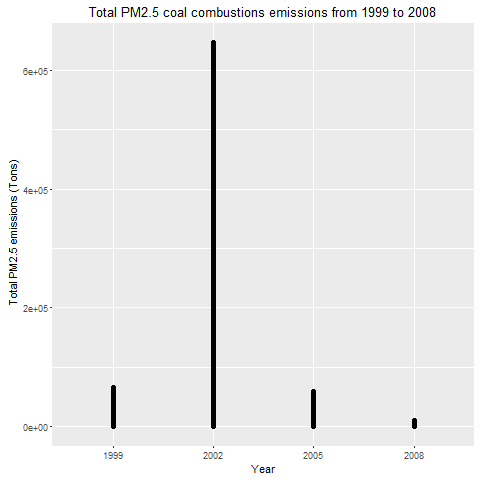 Total PM2.5 coal combustions emissions from 1999 to 2008
6e+05
4e+05
2e+05
0e+00
Total PM2.5 emissions (Tons)
1999 2002 2005 2008
Year